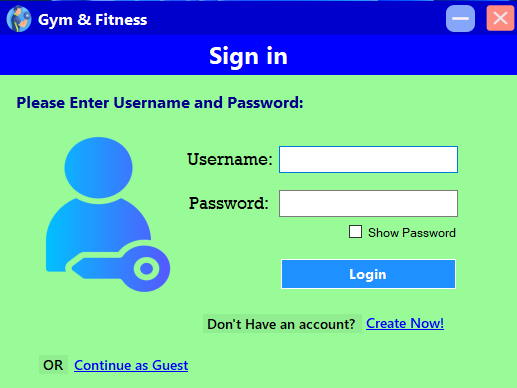 Gym & Fitness
Sign in
Please Enter Username and Password:
Username:
Password:
Show Password
Login
Don't Have an account? Create Now!
OR Continue as Guest